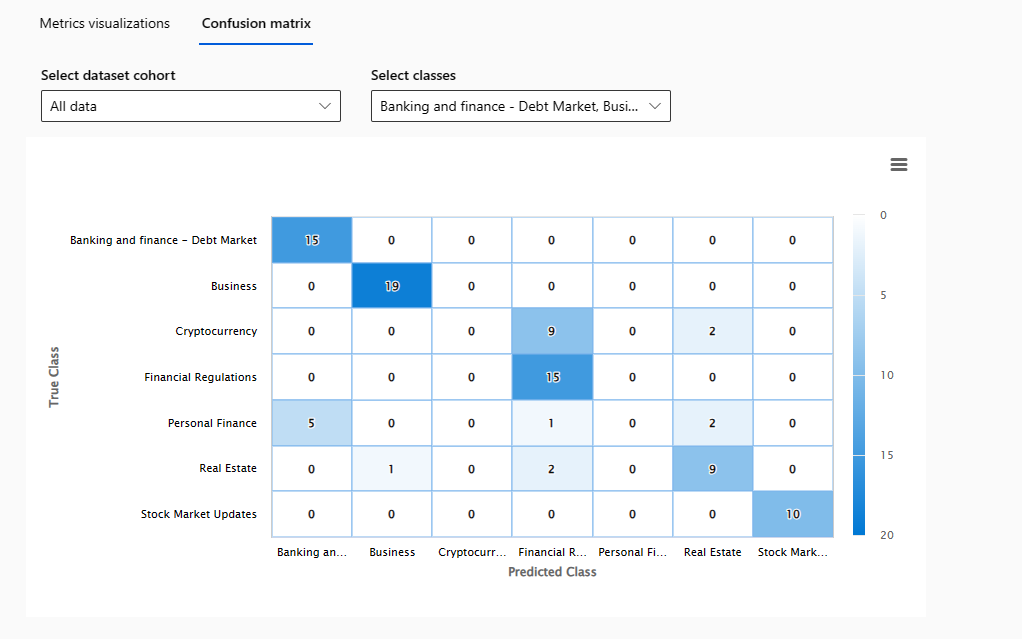 Metrics visualizations Confusion matrix
Select dataset cohort Select classes
All data Banking and finance - Debt Market, Busi...
0
Banking and finance - Debt Market 15 0 0 0 0 0 0
Business 0 19 0 0 0 0 0
5
Cryptocurrency 0 0 0 9 0 2 0
Financial Regulations 0 0 0 15 0 0 0
10
True Class
Personal Finance 5 0 0 1 0 2 0
15
Real Estate 0 1 0 2 0 9 0
Stock Market Updates 0 0 0 0 0 0 10
20
Banking an... Business Cryptocurr... Financial R... Personal Fi... Real Estate Stock Mark...
Predicted Class